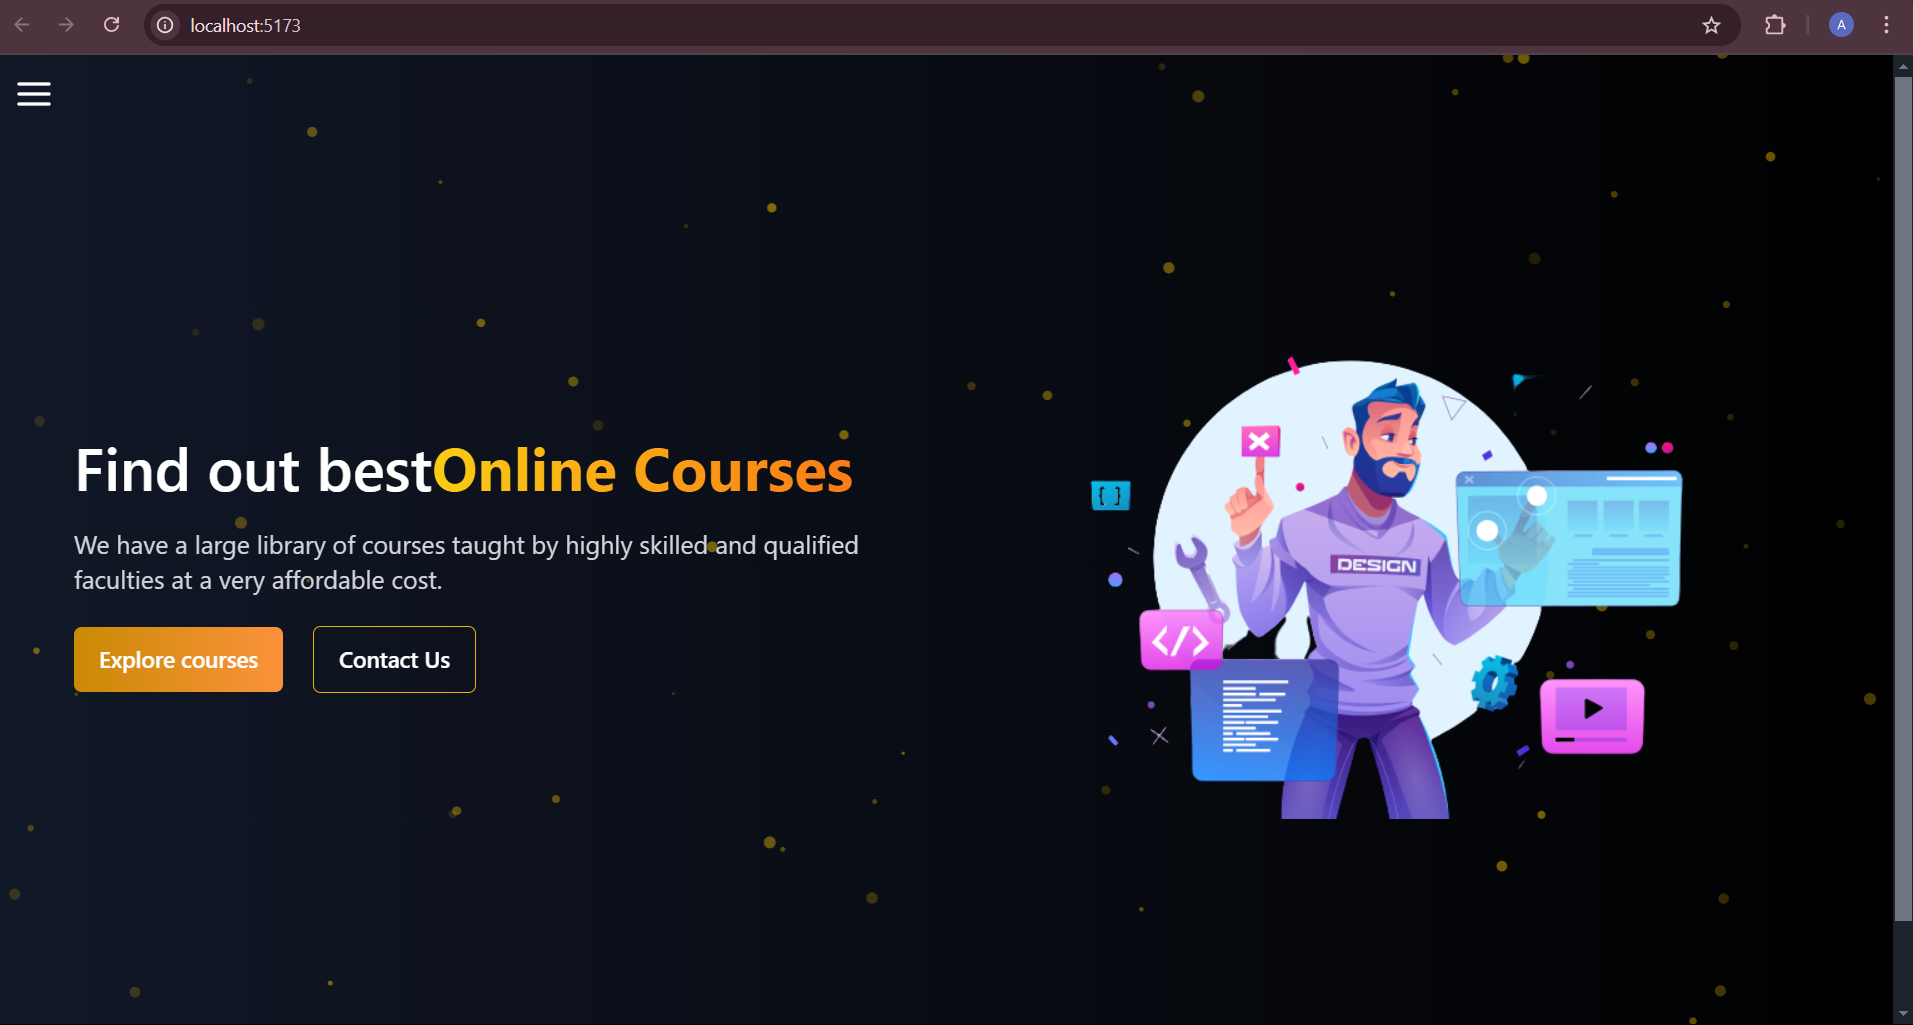 localhost:5173
A
Find out bestOnline Courses
We have a large library of courses taught by highly skilled and qualified
faculties at a very affordable cost.
Explore courses
Contact Us
{ }
DESIGN
</>